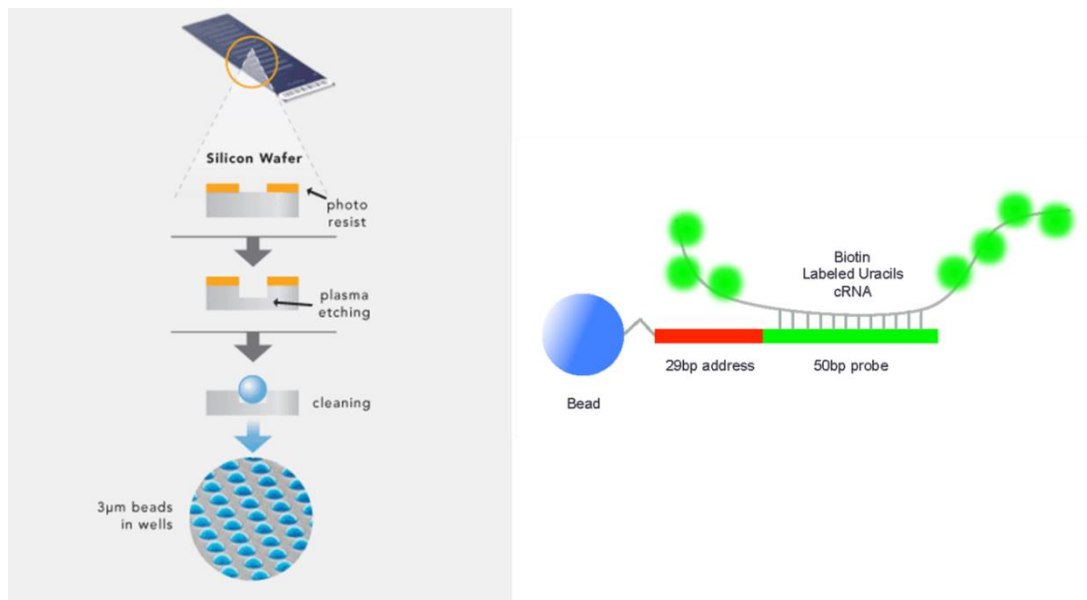 Silicon Wafer
photo
resist
plasma
etching
cleaning
3µm beads
in wells
Biotin
Labeled Uracils
cRNA
29bp address
50bp probe
Bead